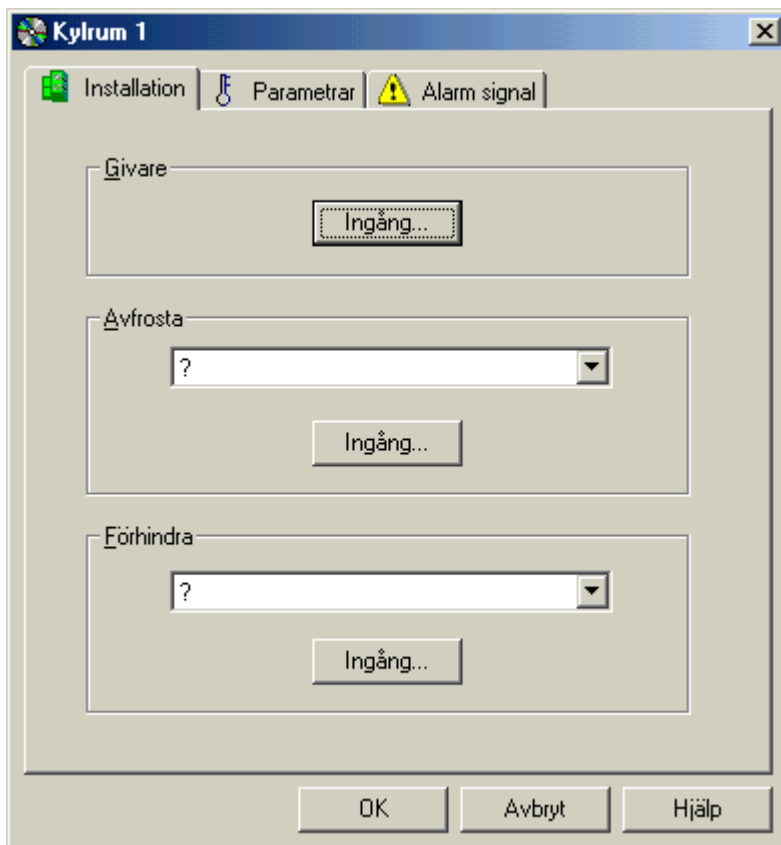 Kylrum 1
Installation Parametrar Alarm signal
Givare
Ingång...
Avfrosta
?
Ingång...
Förhindra
?
Ingång...
OK Avbryt Hjälp